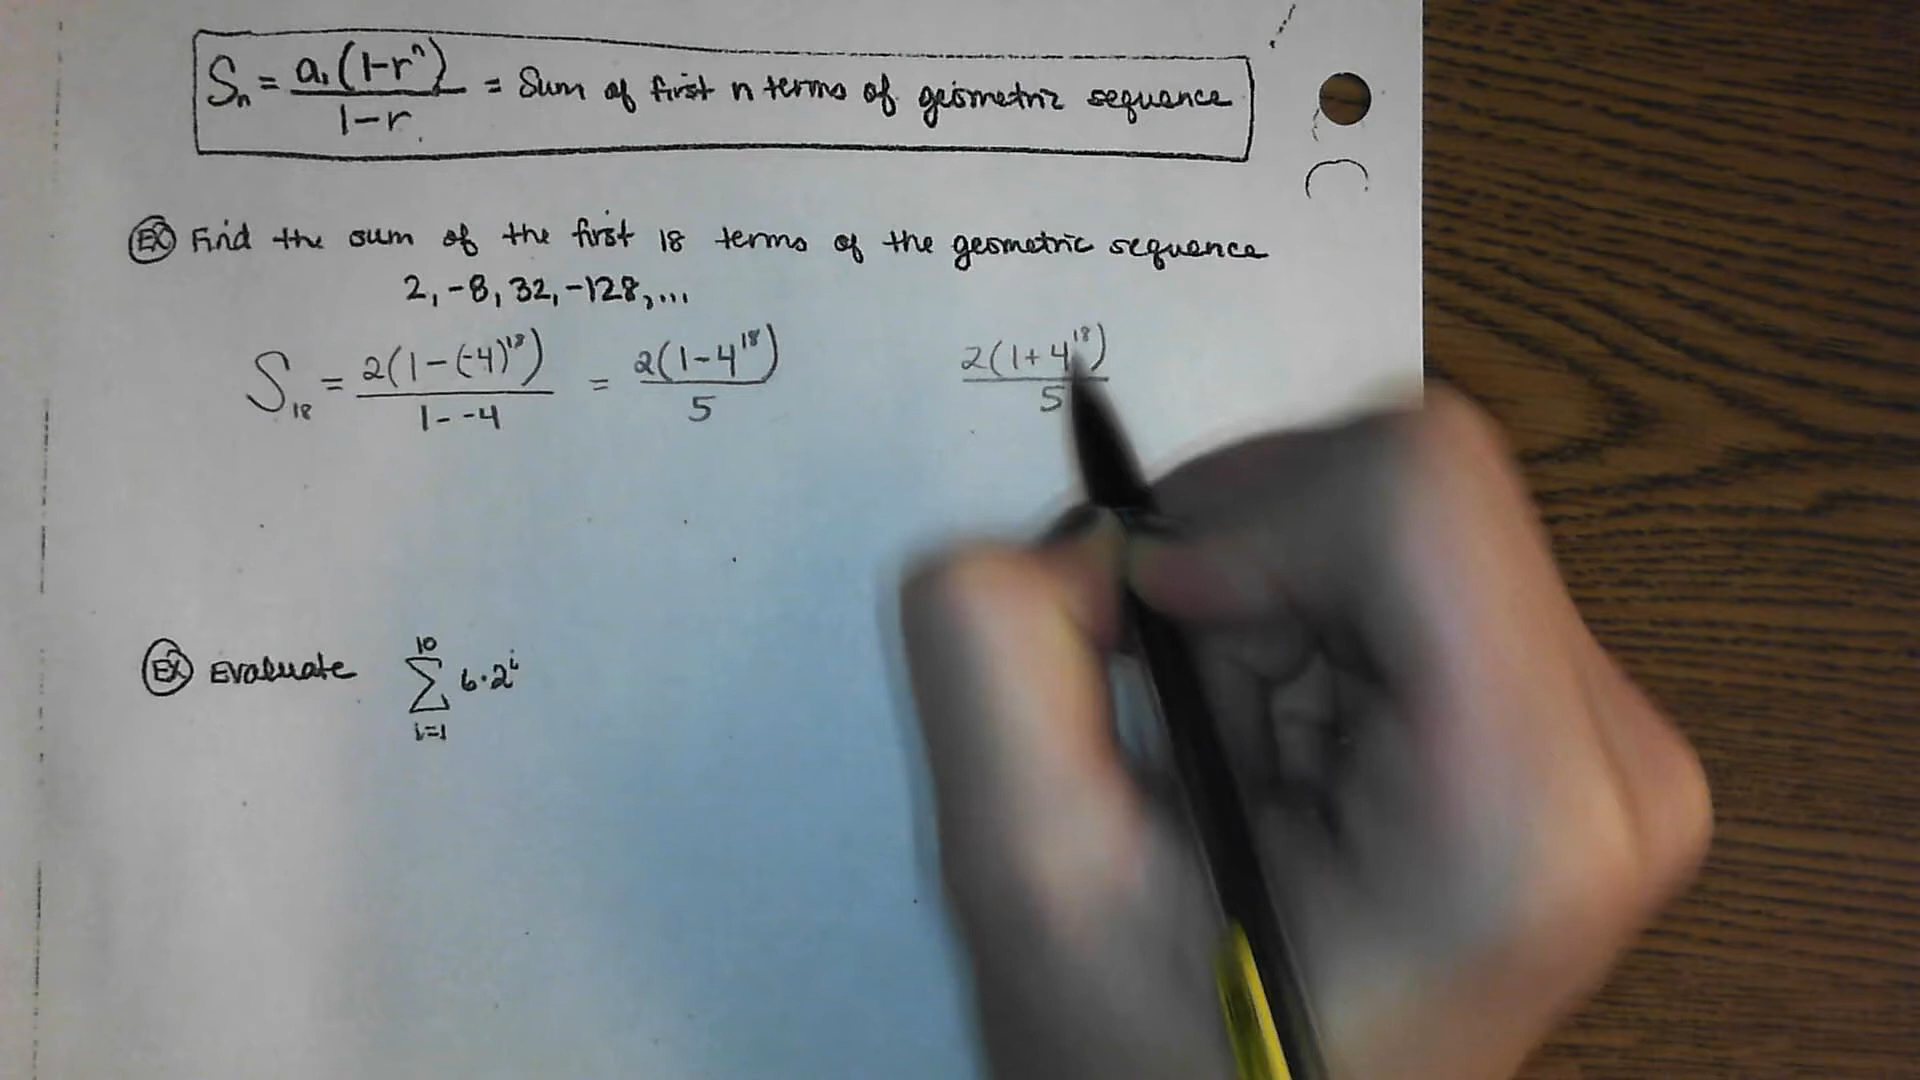 Sn = a₁(1-rⁿ)/1-r = Sum of first n terms of geometric sequence
EX Find the sum of the first 18 terms of the geometric sequence
2, -8, 32, -128, ...
S₁₈ = 2(1-(-4)¹⁸)/1--4 = 2(1-4¹⁸)/5 2(1+4¹⁸)/5
EX Evaluate 10 ∑ i=1 6·2ⁱ